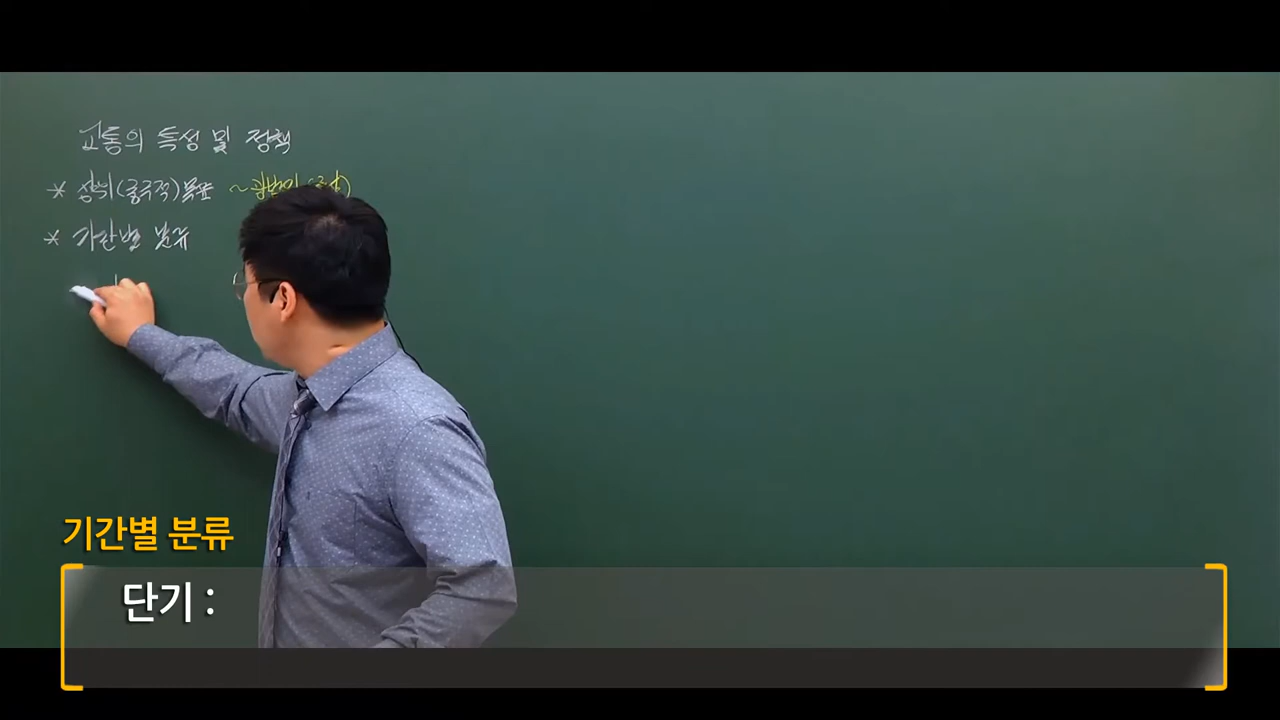 교통의 특성 및 정책
* 상위(궁극적)목표 ~
* 기간별 분류
기간별 분류
단기 :